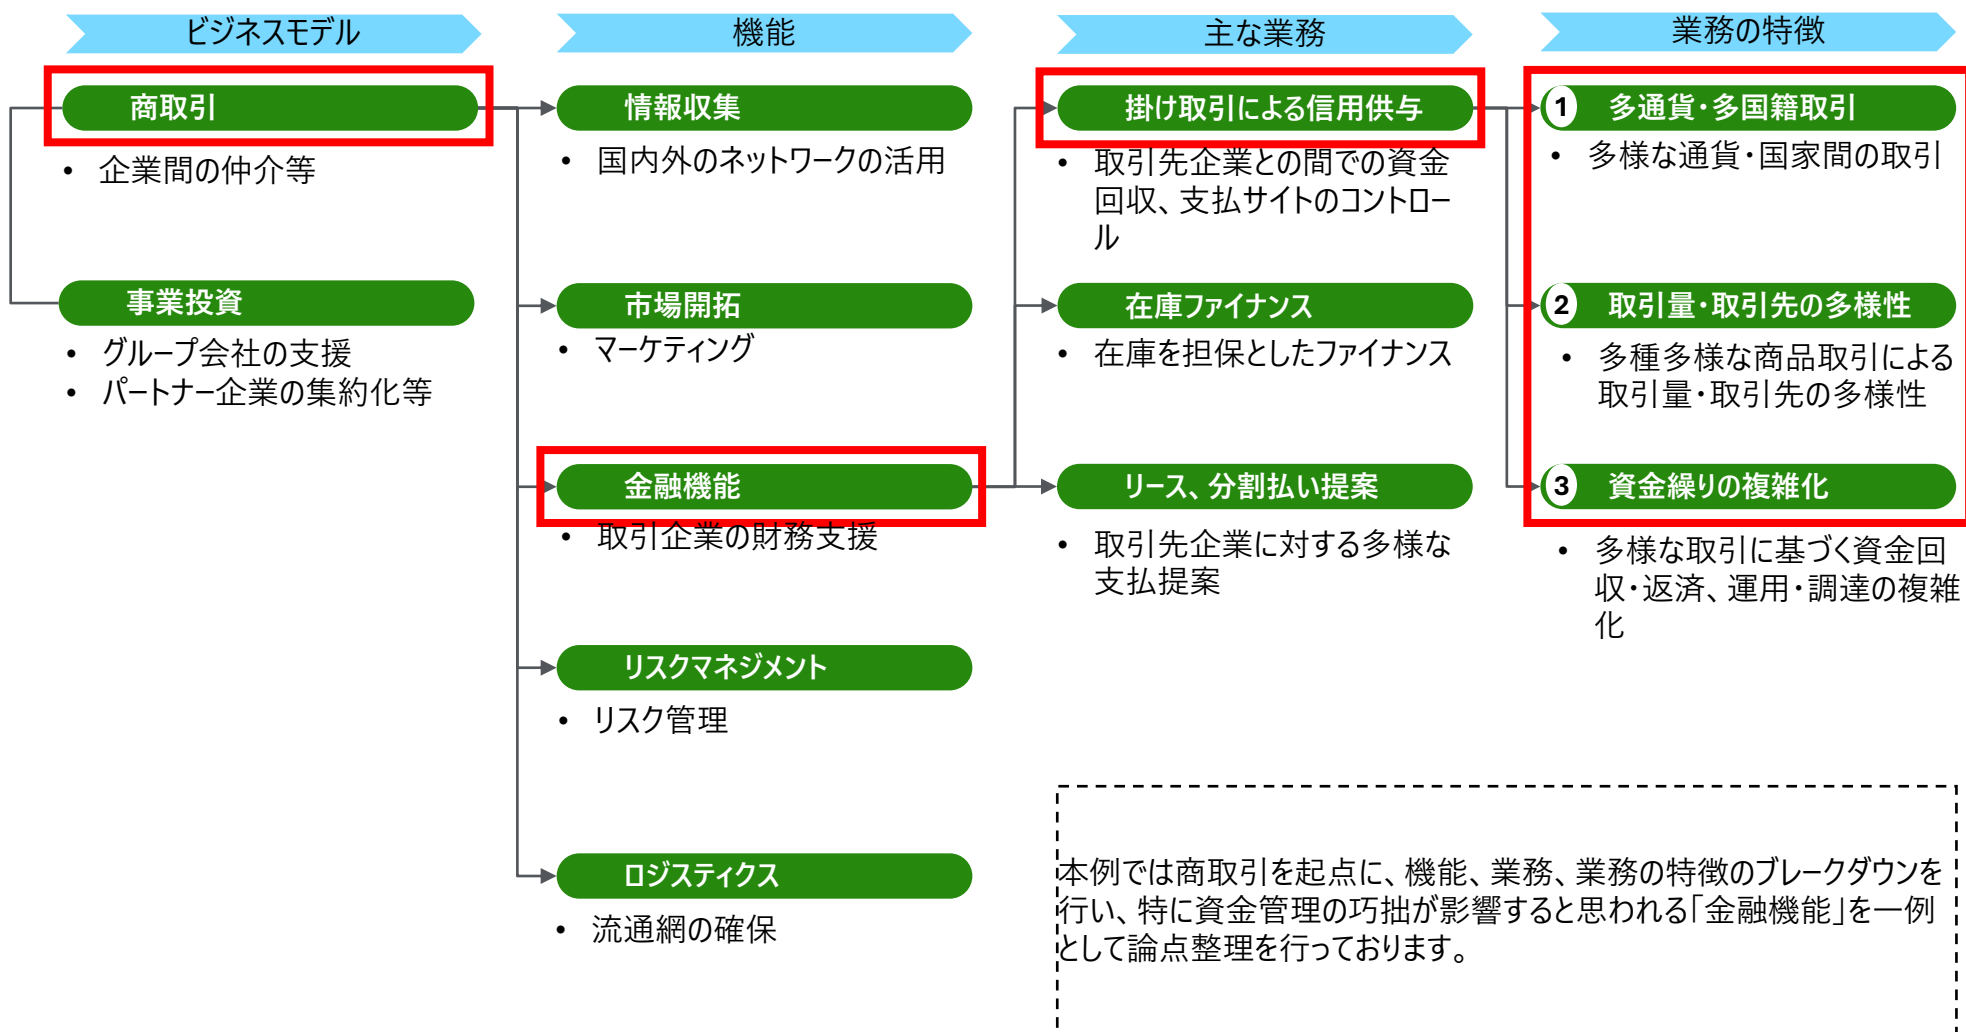 ビジネスモデル
機能
主な業務
業務の特徴
商取引
• 企業間の仲介等
事業投資
• グループ会社の支援
• パートナー企業の集約化等
情報収集
• 国内外のネットワークの活用
市場開拓
• マーケティング
金融機能
• 取引企業の財務支援
リスクマネジメント
• リスク管理
ロジスティクス
• 流通網の確保
掛け取引による信用供与
• 取引先企業との間での資金
回収、支払サイトのコントロー
ル
在庫ファイナンス
• 在庫を担保としたファイナンス
リース、分割払い提案
• 取引先企業に対する多様な
支払提案
1 多通貨・多国籍取引
• 多様な通貨・国家間の取引
2 取引量・取引先の多様性
• 多種多様な商品取引による
取引量・取引先の多様性
3 資金繰りの複雑化
• 多様な取引に基づく資金回
収・返済、運用・調達の複雑
化
本例では商取引を起点に、機能、業務、業務の特徴のブレークダウンを
行い、特に資金管理の巧拙が影響すると思われる「金融機能」を一例
として論点整理を行っております。